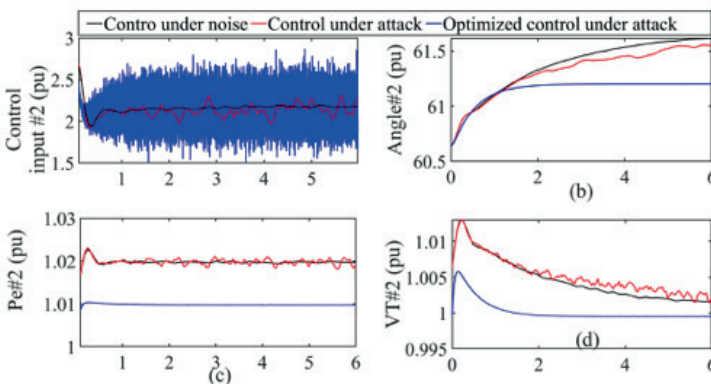 Contro under noise Control under attack Optimized control under attack
Control
input #2 (pu)
3
2.5
2
1.5
1 2 3 4 5
Angle#2 (pu)
61.5
61
60.5
0 2 4 6
(b)
Pe#2 (pu)
1.03
1.02
1.01
1
1 2 3 4 5 6
(c)
VT#2 (pu)
1.01
1.005
1
0.995
0 2 4 6
(d)